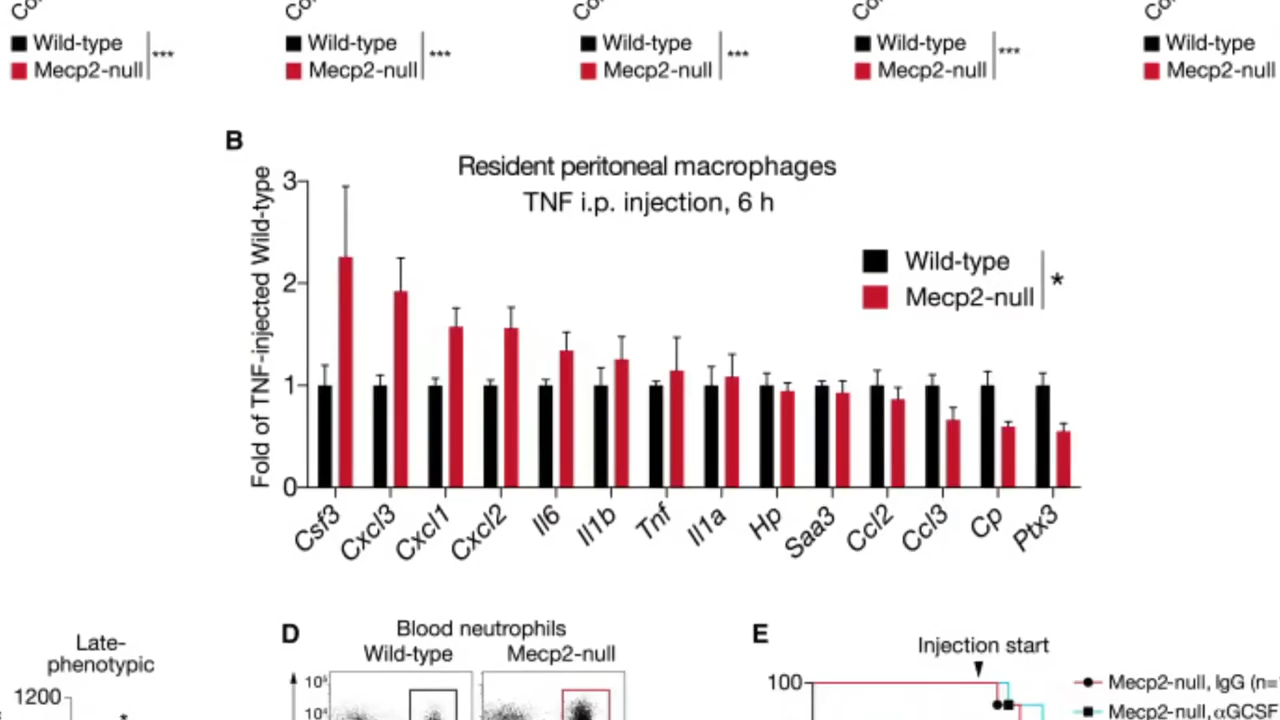 Wild-type
Mecp2-null
***
Wild-type
Mecp2-null
***
Wild-type
Mecp2-null
***
Wild-type
Mecp2-null
***
Wild-type
Mecp2-null
B
Resident peritoneal macrophages
TNF i.p. injection, 6 h
Fold of TNF-injected Wild-type
3
2
1
0
Wild-type
Mecp2-null
*
Csf3
Cxcl3
Cxcl1
Cxcl2
Il6
Il1b
Tnf
Il1a
Hp
Saa3
Ccl2
Ccl3
Cp
Ptx3
Late-
phenotypic
1200
*
D
Blood neutrophils
Wild-type
Mecp2-null
10⁵
10⁴
E
Injection start
100
Mecp2-null, IgG (n=
Mecp2-null, αGCSF